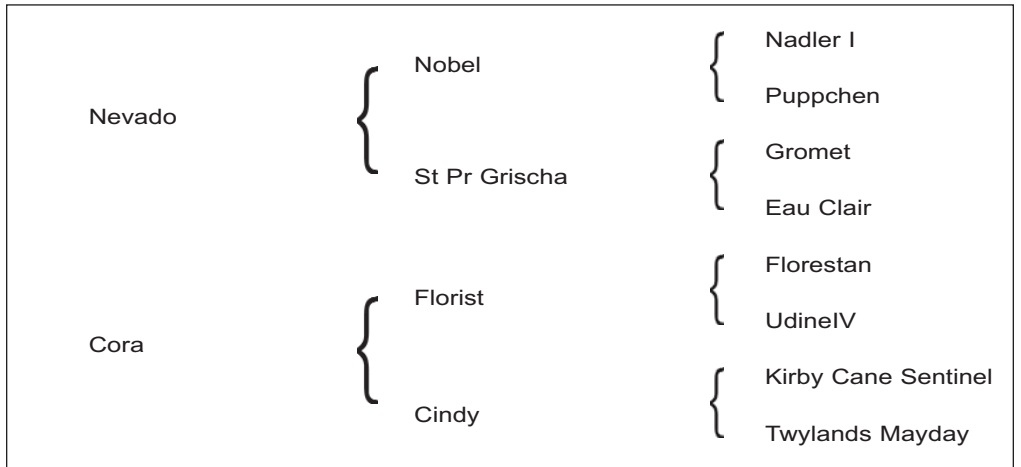 Nevado
Nobel
Nadler I
Puppchen
St Pr Grischa
Gromet
Eau Clair
Cora
Florist
Florestan
UdineIV
Cindy
Kirby Cane Sentinel
Twylands Mayday